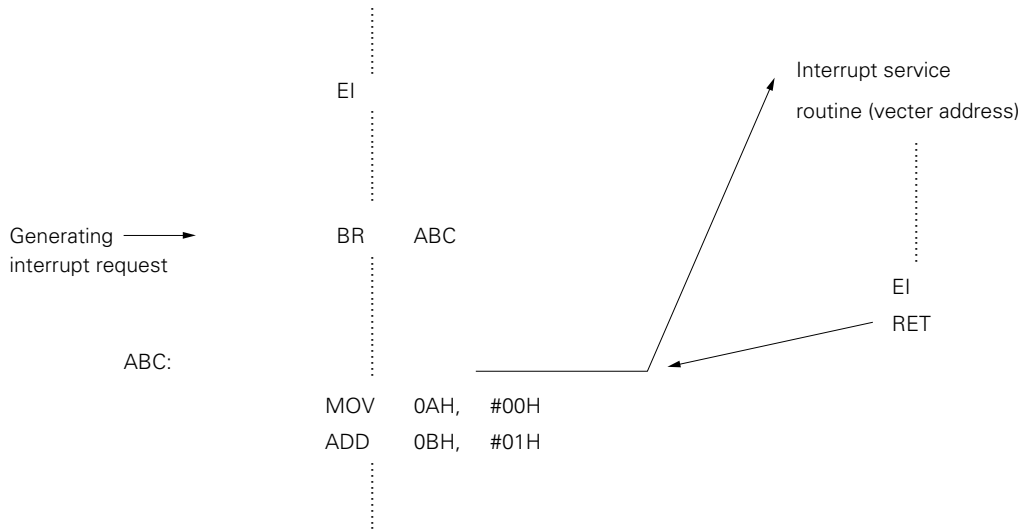 EI
Interrupt service
routine (vecter address)
Generating
interrupt request
BR ABC
EI
RET
ABC:
MOV 0AH, #00H
ADD 0BH, #01H